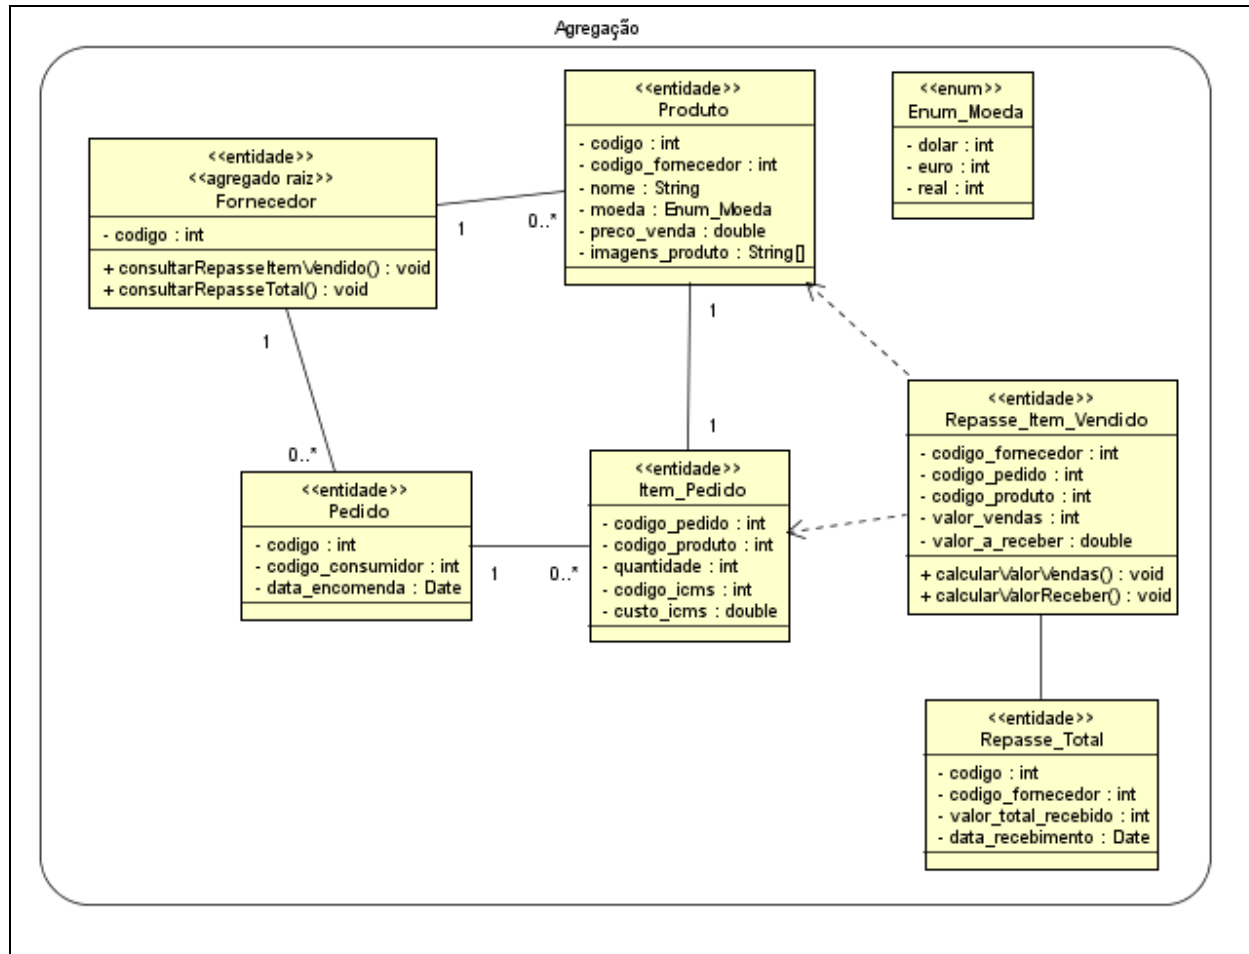 Agregação
<<entidade>>
<<agregado raiz>>
Fornecedor
- codigo : int
+ consultarRepasseItemVendido() : void
+ consultarRepasseTotal() : void
1
0..*
<<entidade>>
Produto
- codigo : int
- codigo_fornecedor : int
- nome : String
- moeda : Enum_Moeda
- preco_venda : double
- imagens_produto : String[]
<<enum>>
Enum_Moeda
- dolar : int
- euro : int
- real : int
1
0..*
1
1
<<entidade>>
Pedido
- codigo : int
- codigo_consumidor : int
- data_encomenda : Date
1
0..*
<<entidade>>
Item_Pedido
- codigo_pedido : int
- codigo_produto : int
- quantidade : int
- codigo_icms : int
- custo_icms : double
<<entidade>>
Repasse_Item_Vendido
- codigo_fornecedor : int
- codigo_pedido : int
- codigo_produto : int
- valor_vendas : int
- valor_a_receber : double
+ calcularValorVendas() : void
+ calcularValorReceber() : void
<<entidade>>
Repasse_Total
- codigo : int
- codigo_fornecedor : int
- valor_total_recebido : int
- data_recebimento : Date